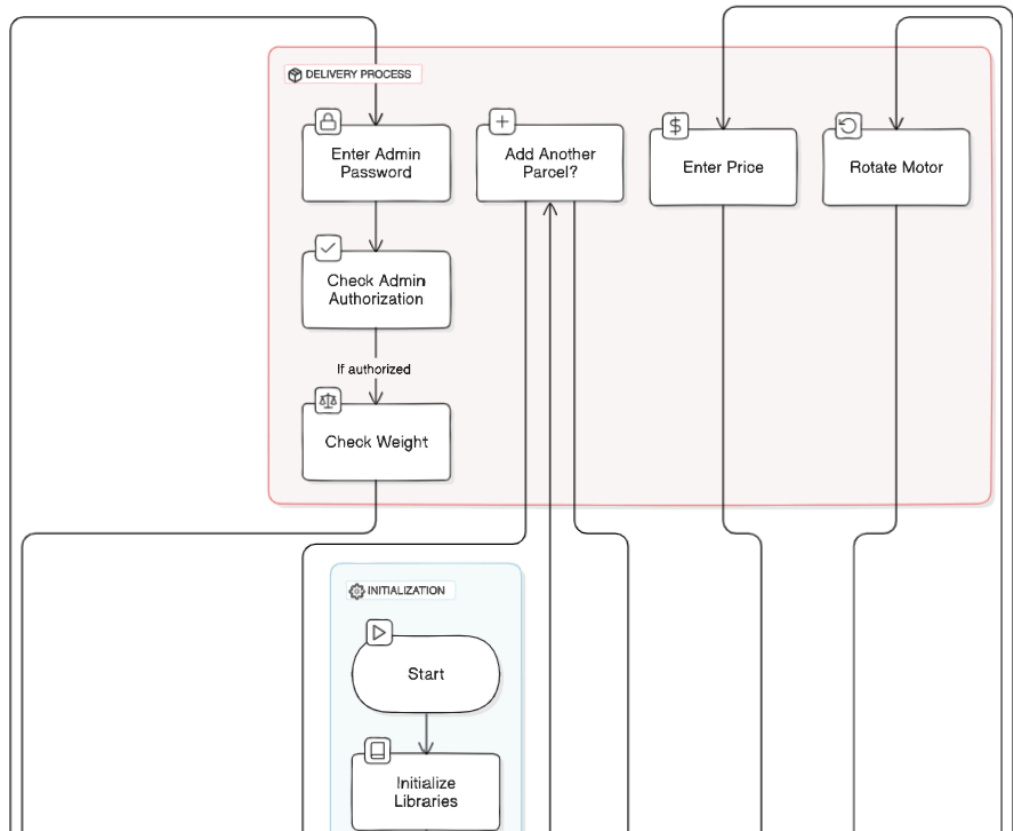 DELIVERY PROCESS
Enter Admin
Password
Add Another
Parcel?
$
Enter Price
Rotate Motor
Check Admin
Authorization
If authorized
Check Weight
INITIALIZATION
Start
Initialize
Libraries